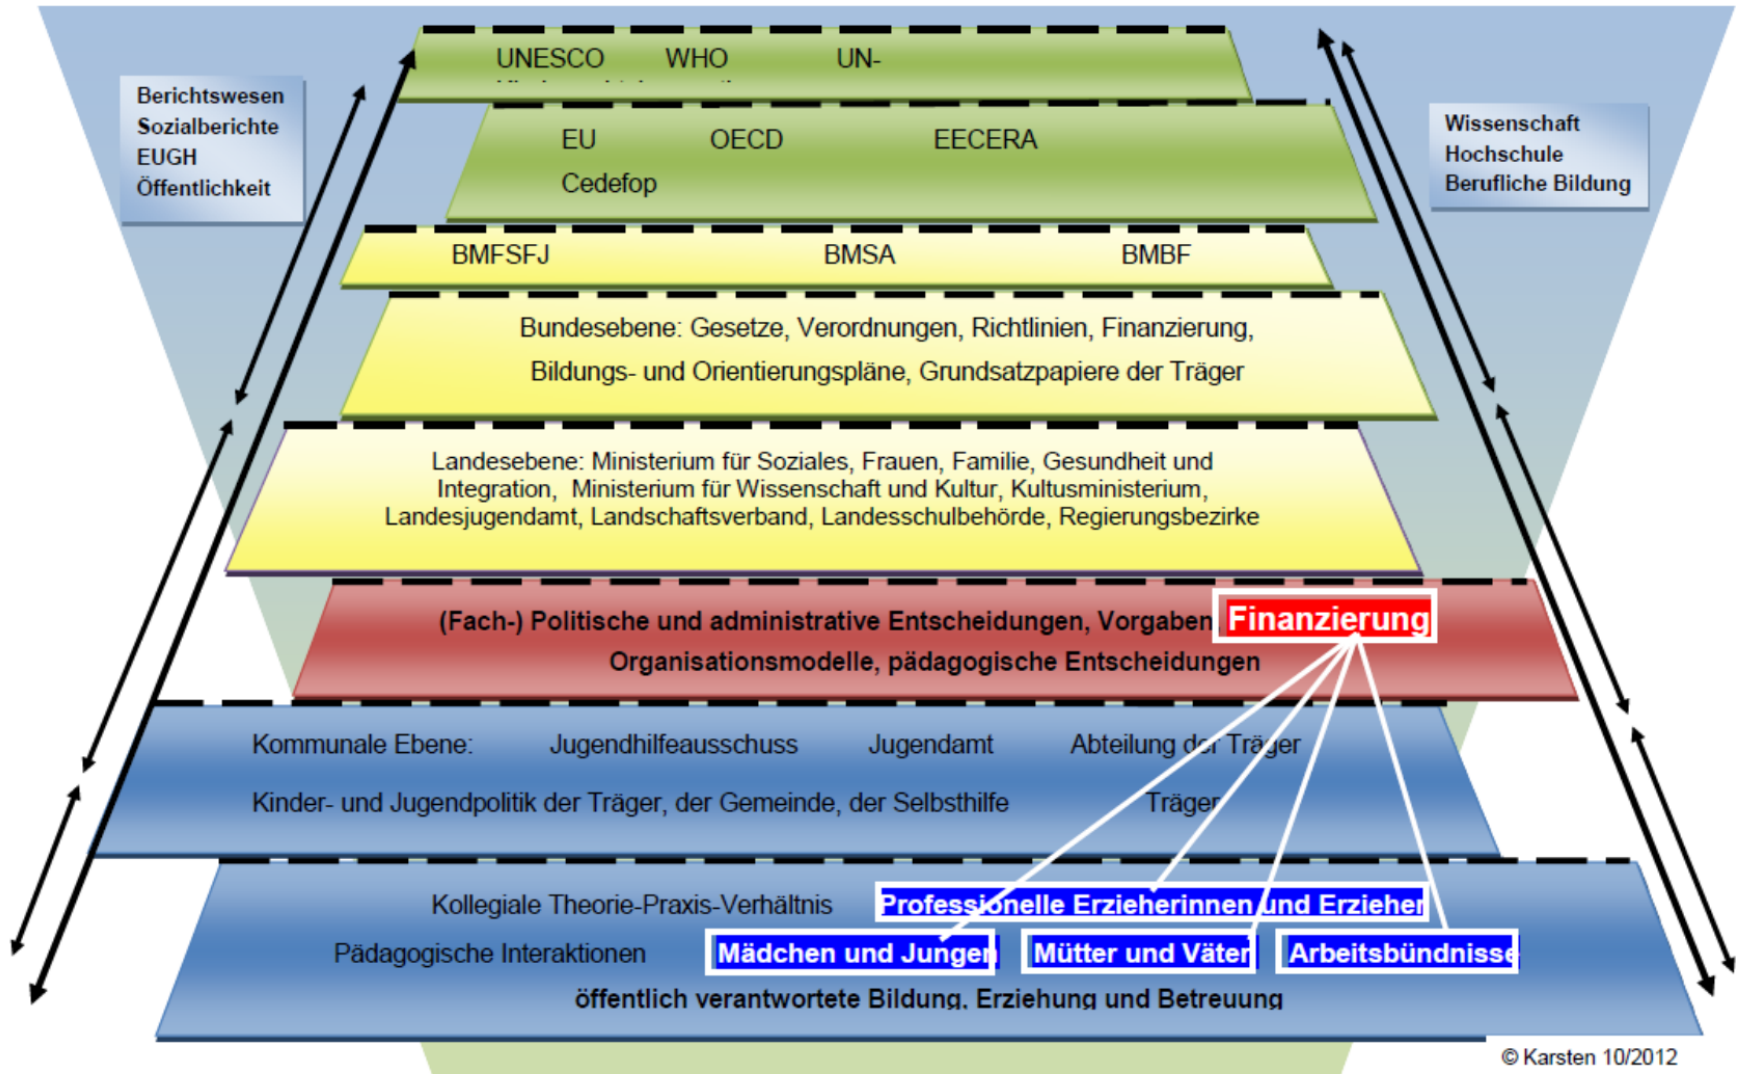 UNESCO WHO UN-
Berichtswesen
Sozialberichte
EUGH
Öffentlichkeit
Wissenschaft
Hochschule
Berufliche Bildung
EU OECD EECERA
Cedefop
BMFSFJ BMSA BMBF
Bundesebene: Gesetze, Verordnungen, Richtlinien, Finanzierung,
Bildungs- und Orientierungspläne, Grundsatzpapiere der Träger
Landesebene: Ministerium für Soziales, Frauen, Familie, Gesundheit und
Integration, Ministerium für Wissenschaft und Kultur, Kultusministerium,
Landesjugendamt, Landschaftsverband, Landesschulbehörde, Regierungsbezirke
(Fach-) Politische und administrative Entscheidungen, Vorgaben, Finanzierung
Organisationsmodelle, pädagogische Entscheidungen
Kommunale Ebene: Jugendhilfeausschuss Jugendamt Abteilung der Träger
Kinder- und Jugendpolitik der Träger, der Gemeinde, der Selbsthilfe Träger
Kollegiale Theorie-Praxis-Verhältnis Professionelle Erzieherinnen und Erzieher
Pädagogische Interaktionen Mädchen und Jungen Mütter und Väter Arbeitsbündnisse
öffentlich verantwortete Bildung, Erziehung und Betreuung
© Karsten 10/2012